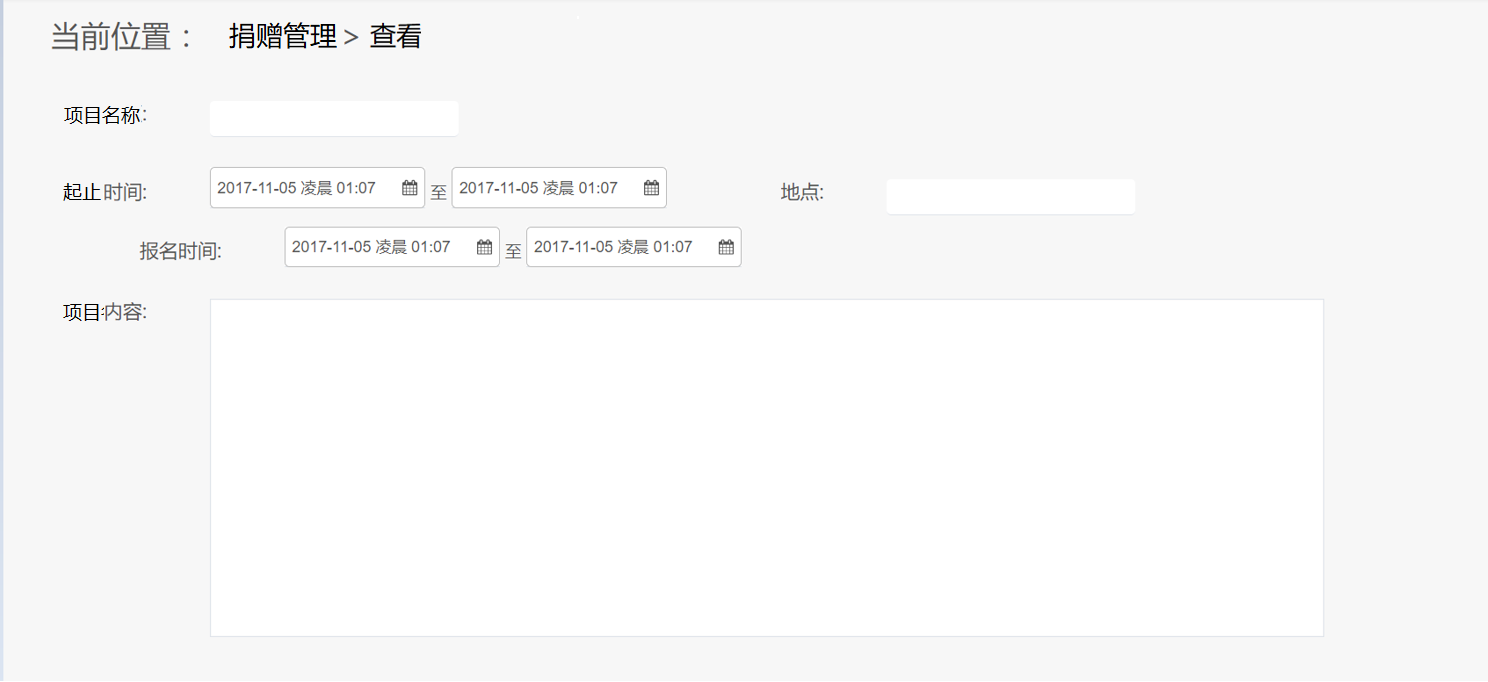 当前位置： 捐赠管理 > 查看
项目名称:
起止时间: 2017-11-05 凌晨 01:07 至 2017-11-05 凌晨 01:07 地点:
报名时间: 2017-11-05 凌晨 01:07 至 2017-11-05 凌晨 01:07
项目内容: